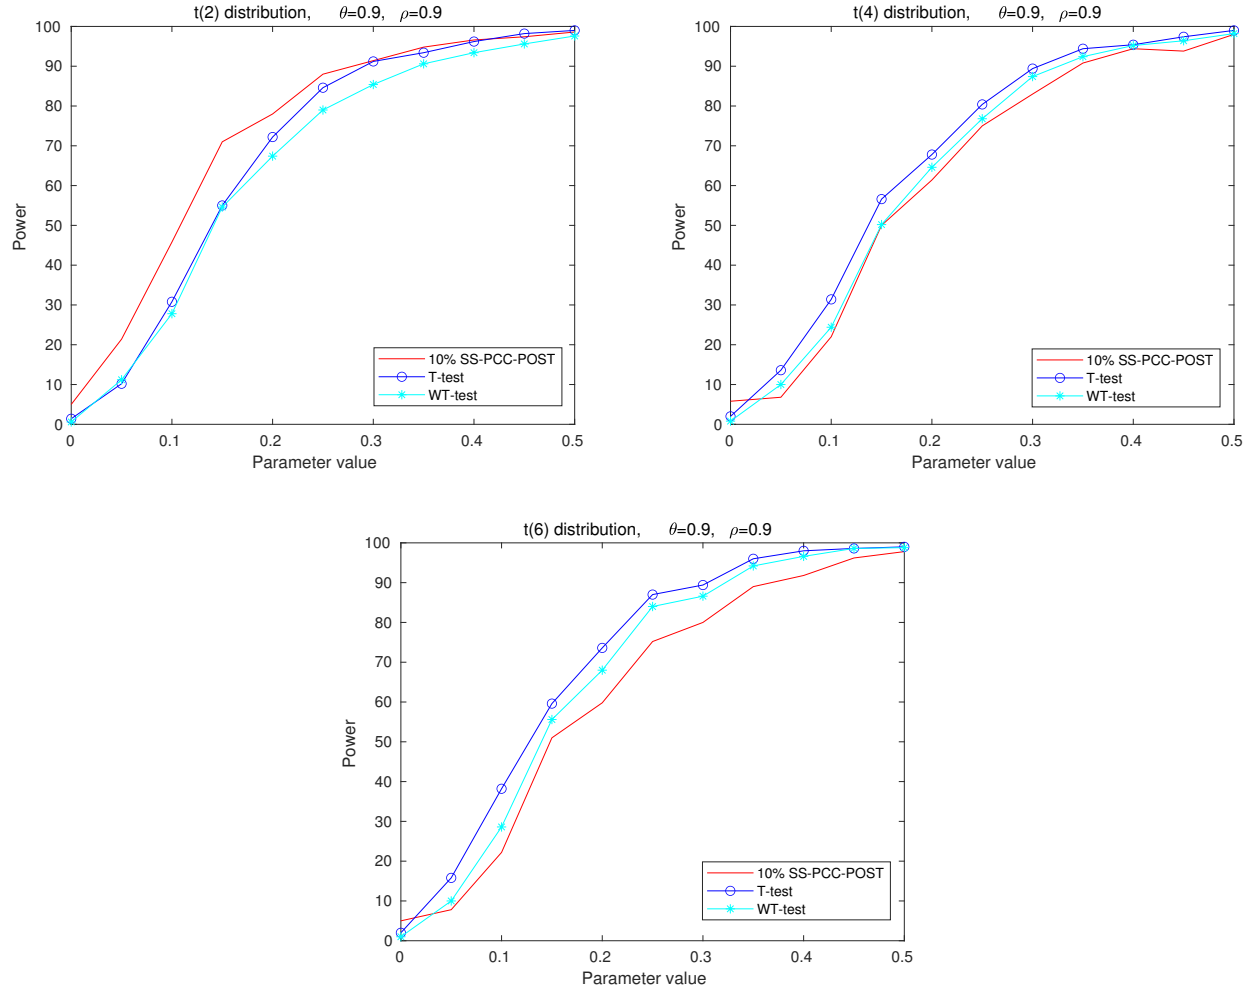 t(2) distribution, θ=0.9, ρ=0.9
100
90
80
70
60
50
40
30
20
10
0
Power
0 0.1 0.2 0.3 0.4 0.5
Parameter value
10% SS-PCC-POST
T-test
WT-test
t(4) distribution, θ=0.9, ρ=0.9
100
90
80
70
60
50
40
30
20
10
0
Power
0 0.1 0.2 0.3 0.4 0.5
Parameter value
10% SS-PCC-POST
T-test
WT-test
t(6) distribution, θ=0.9, ρ=0.9
100
90
80
70
60
50
40
30
20
10
0
Power
0 0.1 0.2 0.3 0.4 0.5
Parameter value
10% SS-PCC-POST
T-test
WT-test